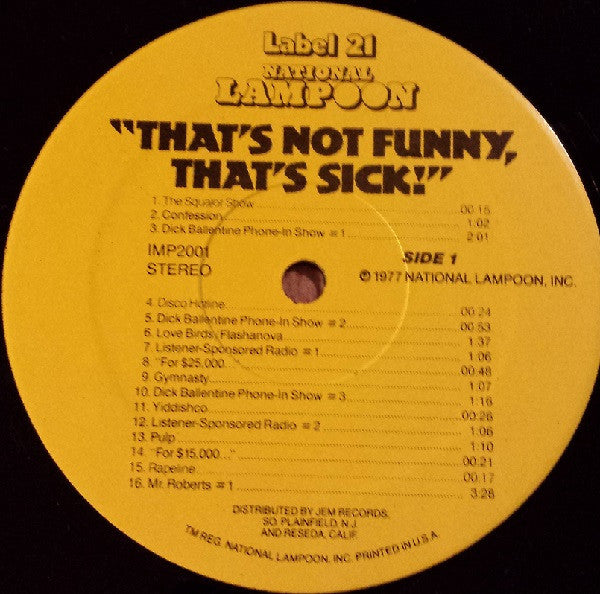 Label 21
NATIONAL
LAMPOON
"THAT'S NOT FUNNY,
THAT'S SICK!"
1. The Squalor Show 00:15
2. Confession 1:02
3. Dick Ballentine Phone-In Show #1 2:01
IMP2001
STEREO
SIDE 1
℗ 1977 NATIONAL LAMPOON, INC.
4. Disco Hotline 00:24
5. Dick Ballentine Phone-In Show #2 00:53
6. Love Birds, Flashanova 1:37
7. Listener-Sponsored Radio #1 1:06
8. "For $25,000..." 00:48
9. Gymnasty 1:07
10. Dick Ballentine Phone-In Show #3 1:16
11. Yiddishco 00:26
12. Listener-Sponsored Radio #2 1:06
13. Pulp 1:10
14. "For $15,000..." 00:21
15. Rapeline 00:17
16. Mr. Roberts #1 3:28
DISTRIBUTED BY JEM RECORDS,
SO. PLAINFIELD, N.J.
AND RESEDA, CALIF.
TM REG. NATIONAL LAMPOON, INC. PRINTED IN U.S.A.